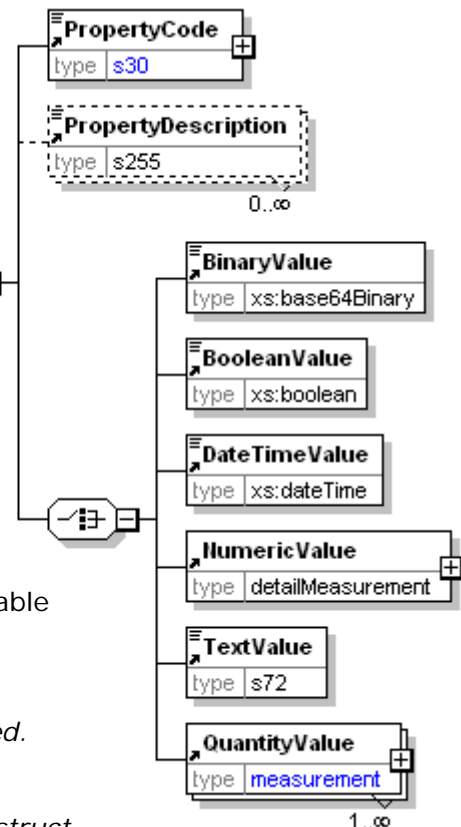 PropertyCode
type s30
PropertyDescription
type s255
0..∞
BinaryValue
type xs:base64Binary
BooleanValue
type xs:boolean
DateTimeValue
type xs:dateTime
NumericValue
type detailMeasurement
able
TextValue
type s72
ed.
QuantityValue
type measurement
1..∞
struct